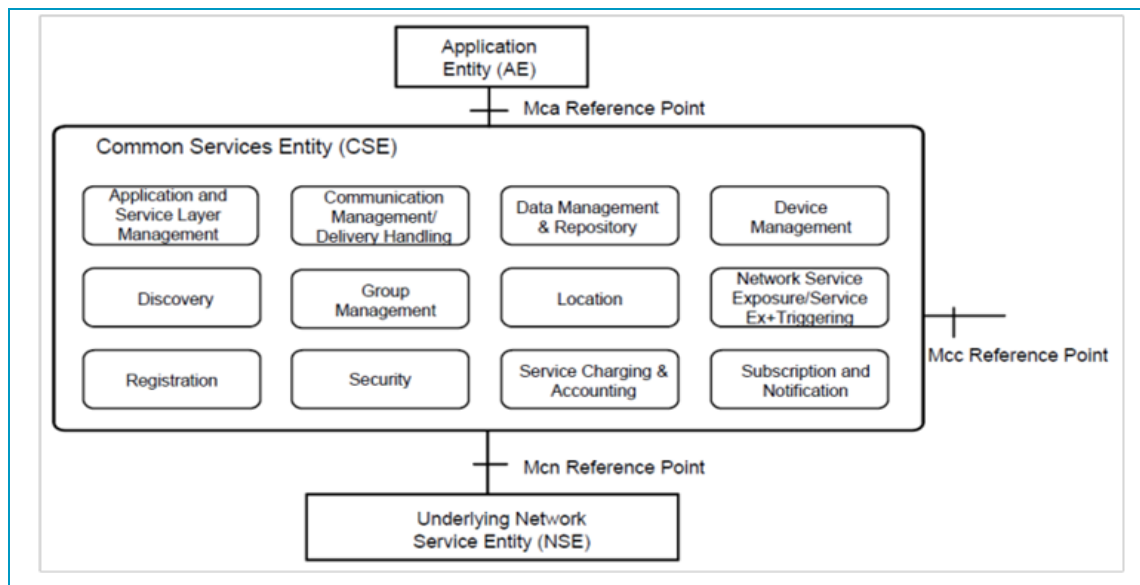 Application
Entity (AE)
Mca Reference Point
Common Services Entity (CSE)
Application and
Service Layer
Management
Communication
Management/
Delivery Handling
Data Management
& Repository
Device
Management
Discovery
Group
Management
Location
Network Service
Exposure/Service
Ex+Triggering
Mcc Reference Point
Registration
Security
Service Charging &
Accounting
Subscription and
Notification
Mcn Reference Point
Underlying Network
Service Entity (NSE)